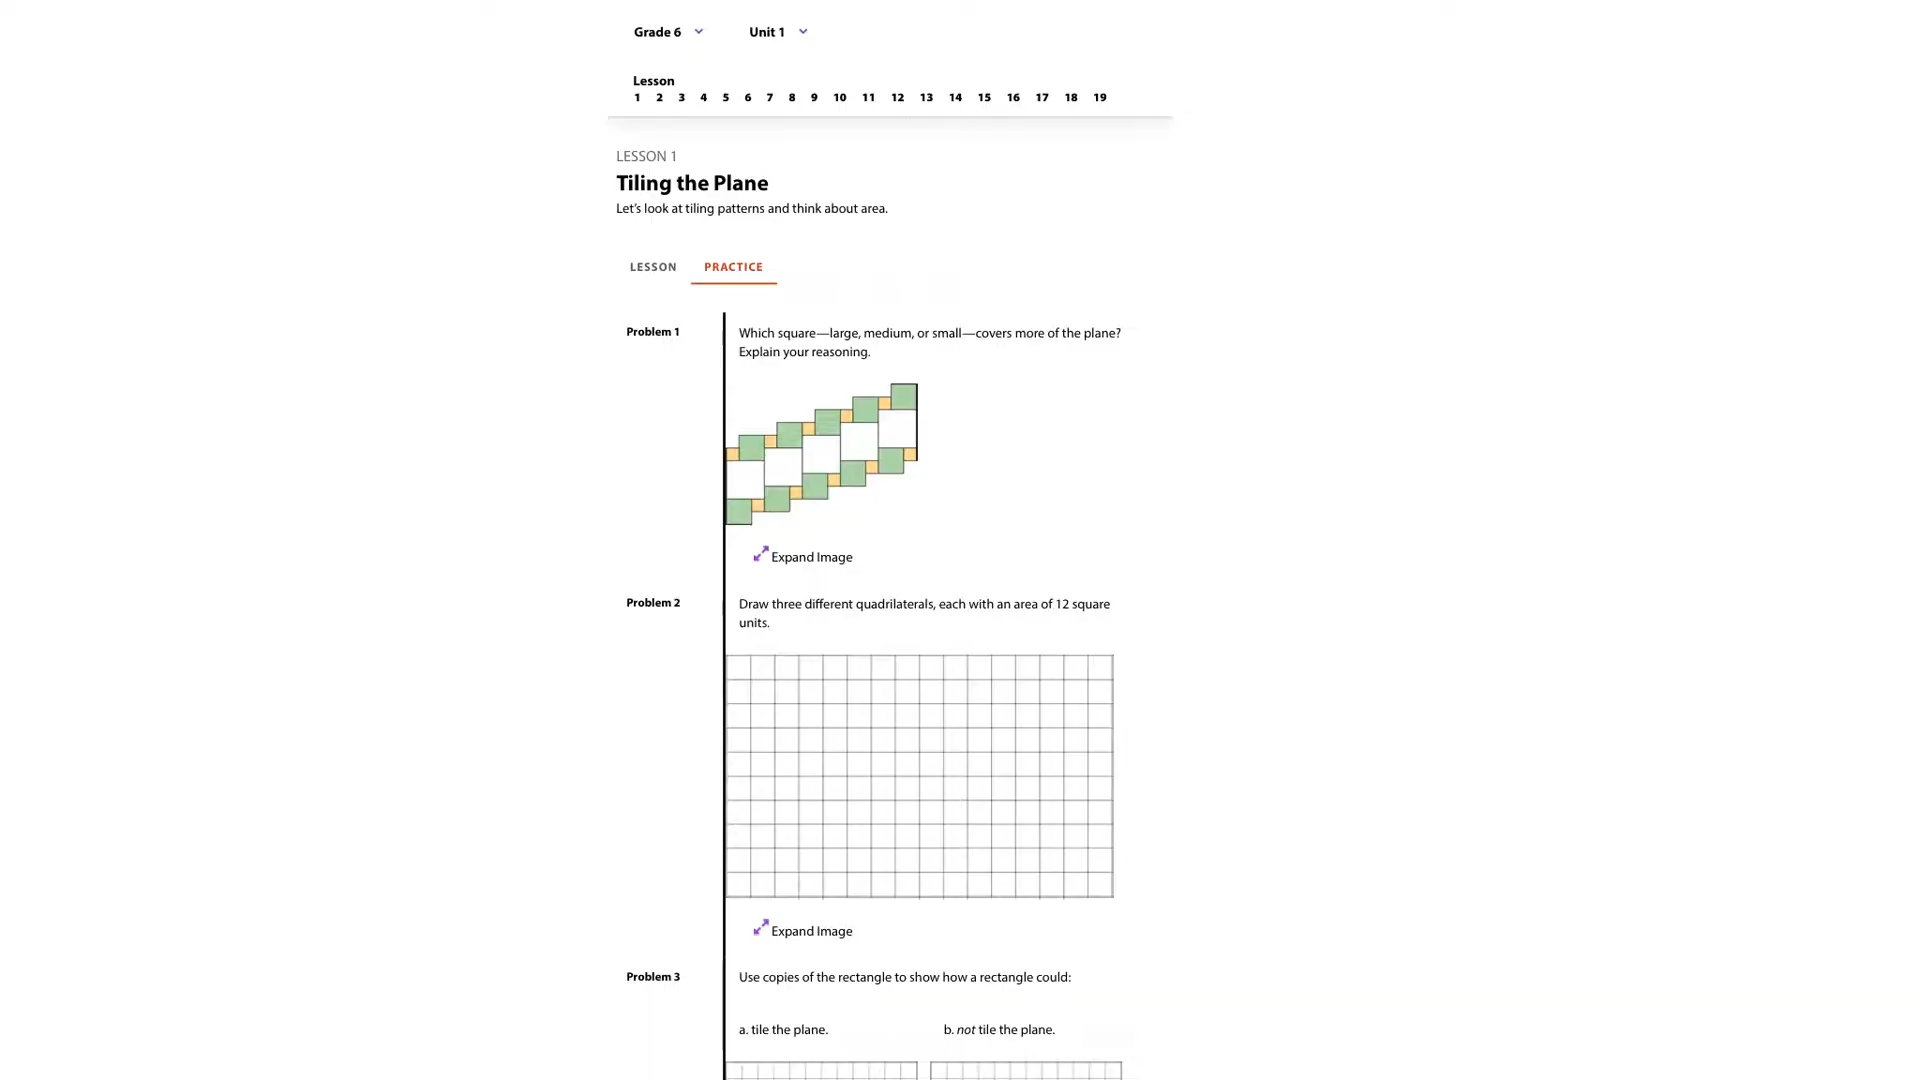 Grade 6 Unit 1
Lesson
1 2 3 4 5 6 7 8 9 10 11 12 13 14 15 16 17 18 19
LESSON 1
Tiling the Plane
Let’s look at tiling patterns and think about area.
LESSON PRACTICE
Problem 1
Which square—large, medium, or small—covers more of the plane?
Explain your reasoning.
Expand Image
Problem 2
Draw three different quadrilaterals, each with an area of 12 square
units.
Expand Image
Problem 3
Use copies of the rectangle to show how a rectangle could:
a. tile the plane. b. not tile the plane.